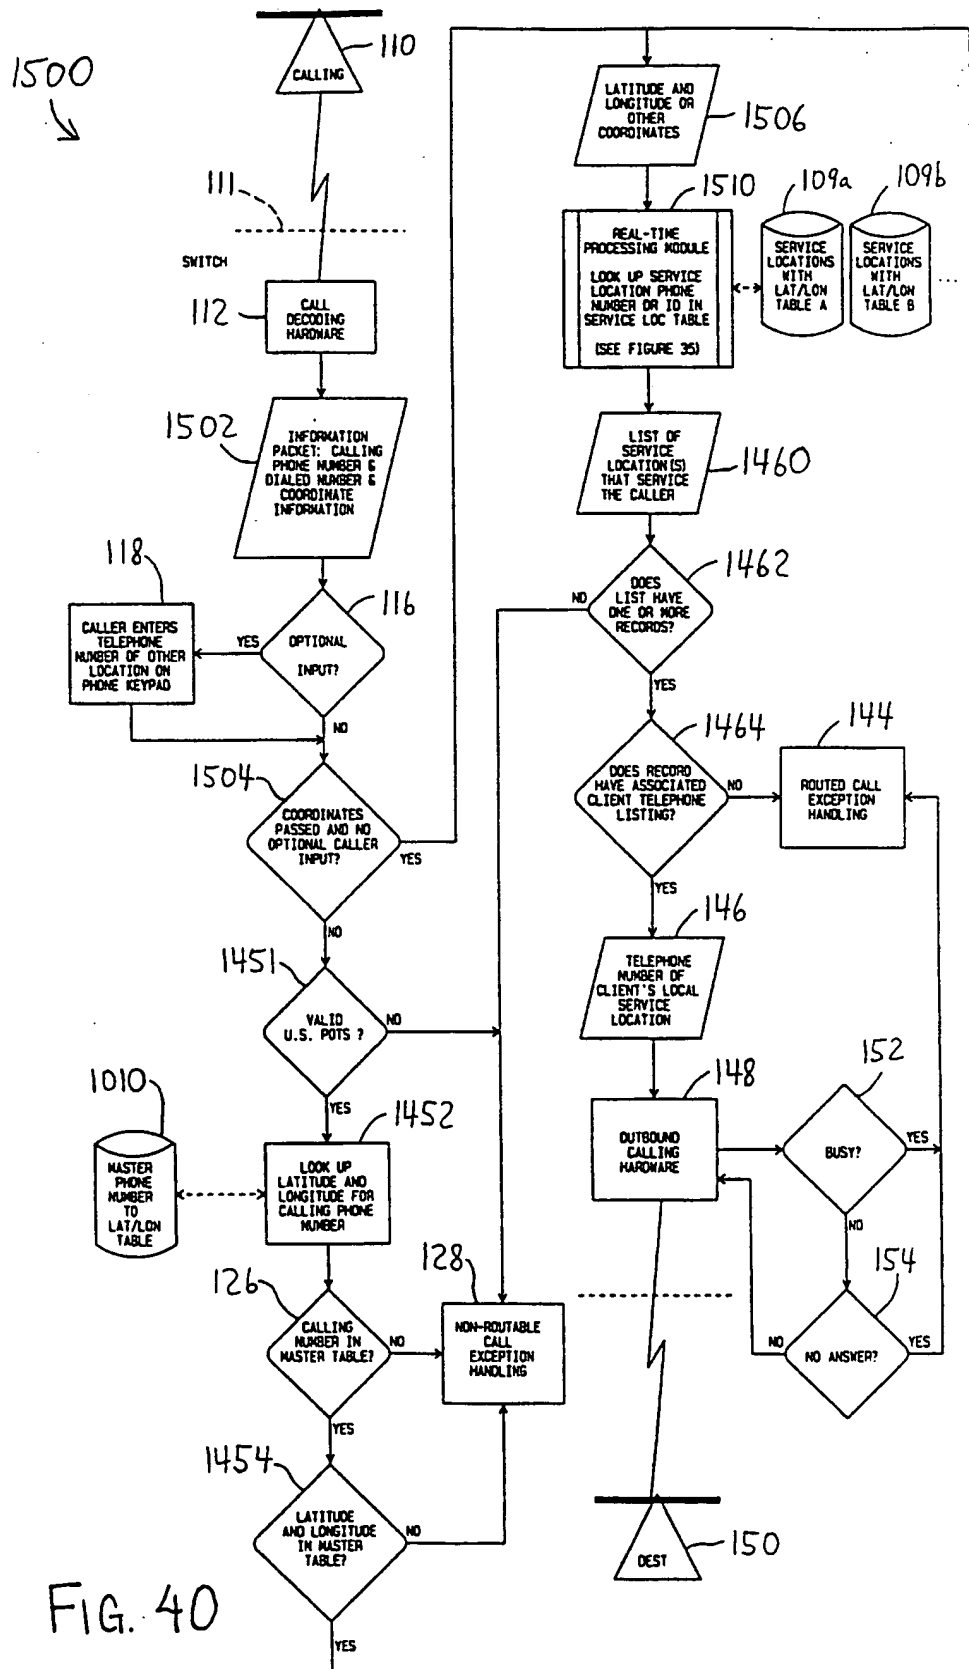 1500
CALLING
110
111
SWITCH
112
CALL
DECODING
HARDWARE
1502
INFORMATION
PACKET: CALLING
PHONE NUMBER &
DIALED NUMBER &
COORDINATE
INFORMATION
118
CALLER ENTERS
TELEPHONE
NUMBER OF OTHER
LOCATION ON
PHONE KEYPAD
YES
116
OPTIONAL
INPUT?
NO
1504
COORDINATES
PASSED AND NO
OPTIONAL CALLER
INPUT?
YES
NO
1451
VALID
U.S. POTS ?
NO
YES
1010
MASTER
PHONE
NUMBER
TO
LAT/LON
TABLE
1452
LOOK UP
LATITUDE AND
LONGITUDE FOR
CALLING PHONE
NUMBER
126
CALLING
NUMBER IN
MASTER TABLE?
NO
YES
128
NON-ROUTABLE
CALL
EXCEPTION
HANDLING
1454
LATITUDE
AND LONGITUDE
IN MASTER
TABLE?
NO
YES
LATITUDE AND
LONGITUDE OR
OTHER
COORDINATES
1506
1510
REAL-TIME
PROCESSING MODULE
LOOK UP SERVICE
LOCATION PHONE
NUMBER OR ID IN
SERVICE LOC TABLE
(SEE FIGURE 35)
109a
SERVICE
LOCATIONS
WITH
LAT/LON
TABLE A
109b
SERVICE
LOCATIONS
WITH
LAT/LON
TABLE B
...
LIST OF
SERVICE
LOCATION(S)
THAT SERVICE
THE CALLER
1460
1462
DOES
LIST HAVE
ONE OR MORE
RECORDS?
NO
YES
1464
DOES RECORD
HAVE ASSOCIATED
CLIENT TELEPHONE
LISTING?
NO
YES
144
ROUTED CALL
EXCEPTION
HANDLING
146
TELEPHONE
NUMBER OF
CLIENT'S LOCAL
SERVICE
LOCATION
148
OUTBOUND
CALLING
HARDWARE
152
BUSY?
YES
NO
154
NO ANSWER?
NO
YES
DEST
150
FIG. 40